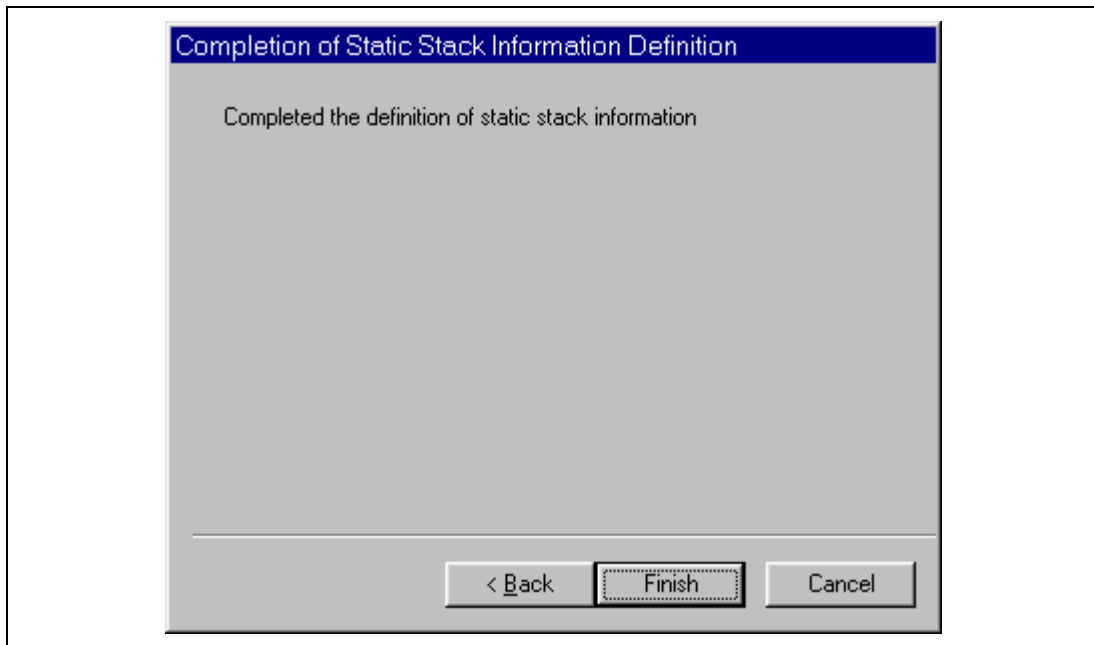 Completion of Static Stack Information Definition
Completed the definition of static stack information
< Back Finish Cancel